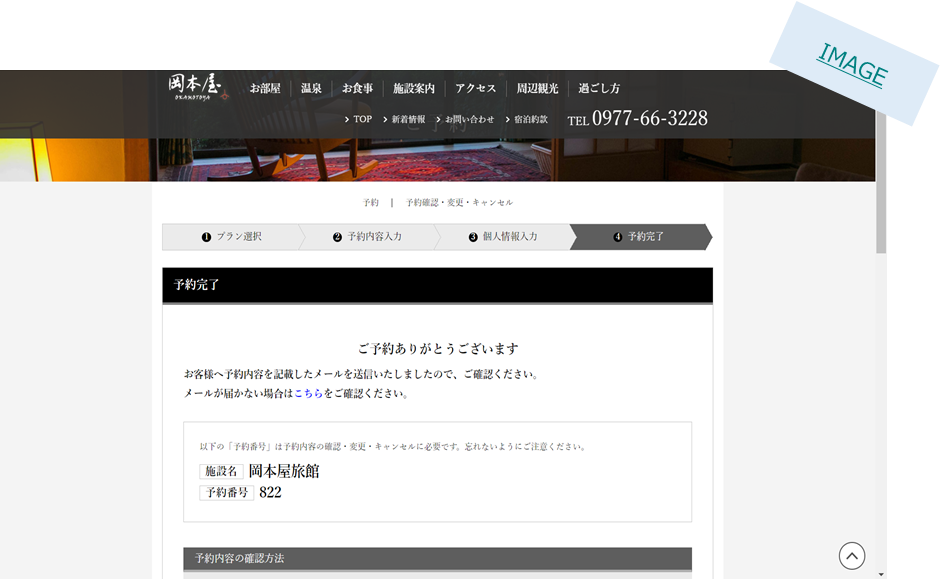 IMAGE
岡本屋
OKAMOTOYA
お部屋 温泉 お食事 施設案内 アクセス 周辺観光 過ごし方
TOP 新着情報 お問い合わせ 宿泊約款 TEL 0977-66-3228
ご予約
予約 | 予約確認・変更・キャンセル
1 プラン選択 2 予約内容入力 3 個人情報入力 4 予約完了
予約完了
ご予約ありがとうございます
お客様へ予約内容を記載したメールを送信いたしましたので、ご確認ください。
メールが届かない場合はこちらをご確認ください。
以下の「予約番号」は予約内容の確認・変更・キャンセルに必要です。忘れないようにご注意ください。
施設名 岡本屋旅館
予約番号 822
予約内容の確認方法